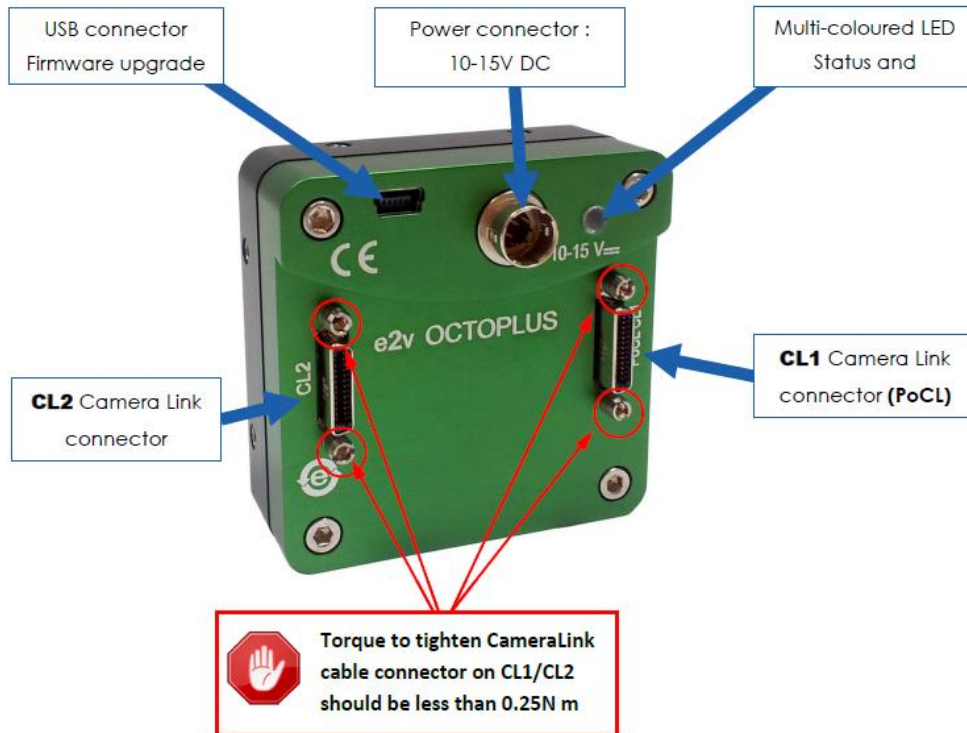 USB connector
Firmware upgrade
Power connector :
10-15V DC
Multi-coloured LED
Status and
10-15 V
CE
e2v OCTOPLUS
CL2
CL2 Camera Link
connector
CL1 Camera Link
connector (PoCL)
Torque to tighten CameraLink
cable connector on CL1/CL2
should be less than 0.25N m